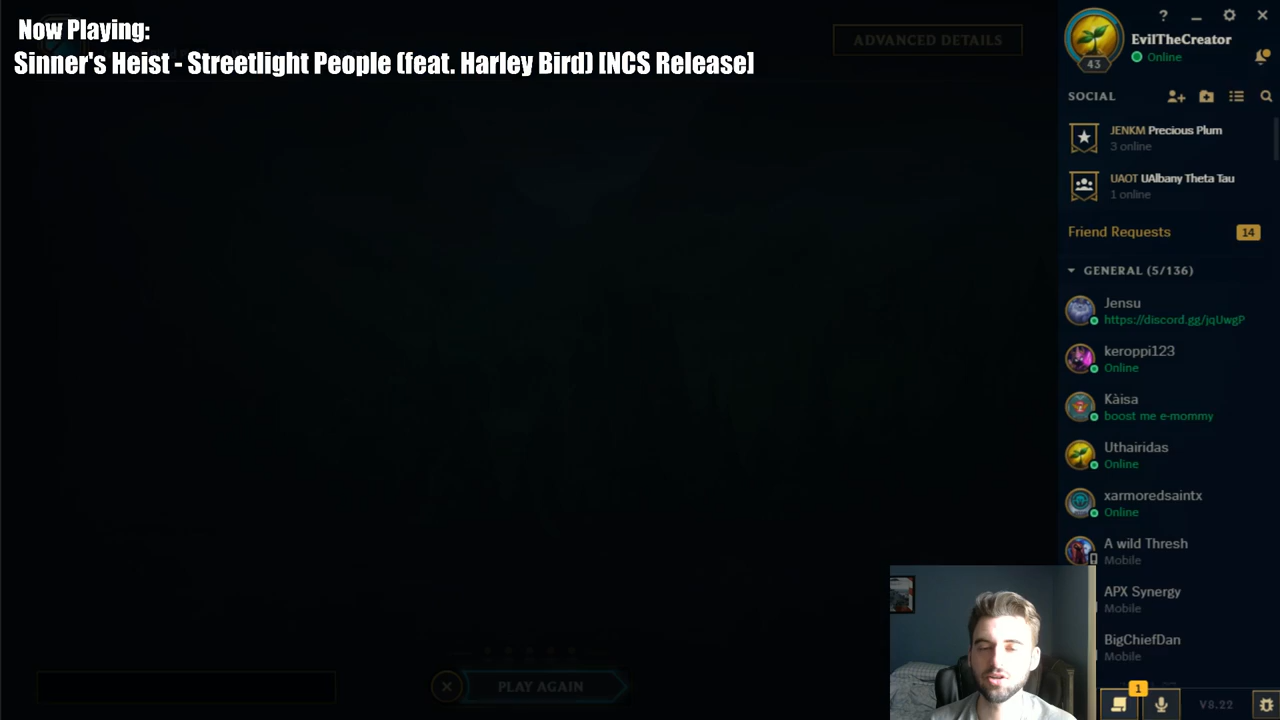 Now Playing:
Sinner's Heist - Streetlight People (feat. Harley Bird) [NCS Release]
ADVANCED DETAILS
?
EvilTheCreator
43
Online
SOCIAL
JENKM Precious Plum
3 online
UAOT UAlbany Theta Tau
1 online
Friend Requests
14
GENERAL (5/136)
Jensu
https://discord.gg/jqUwgP
keroppi123
Online
Kàisa
boost me e-mommy
Uthairidas
Online
xarmoredsaintx
Online
A wild Thresh
Mobile
APX Synergy
Mobile
BigChiefDan
Mobile
PLAY AGAIN
1
V8.22